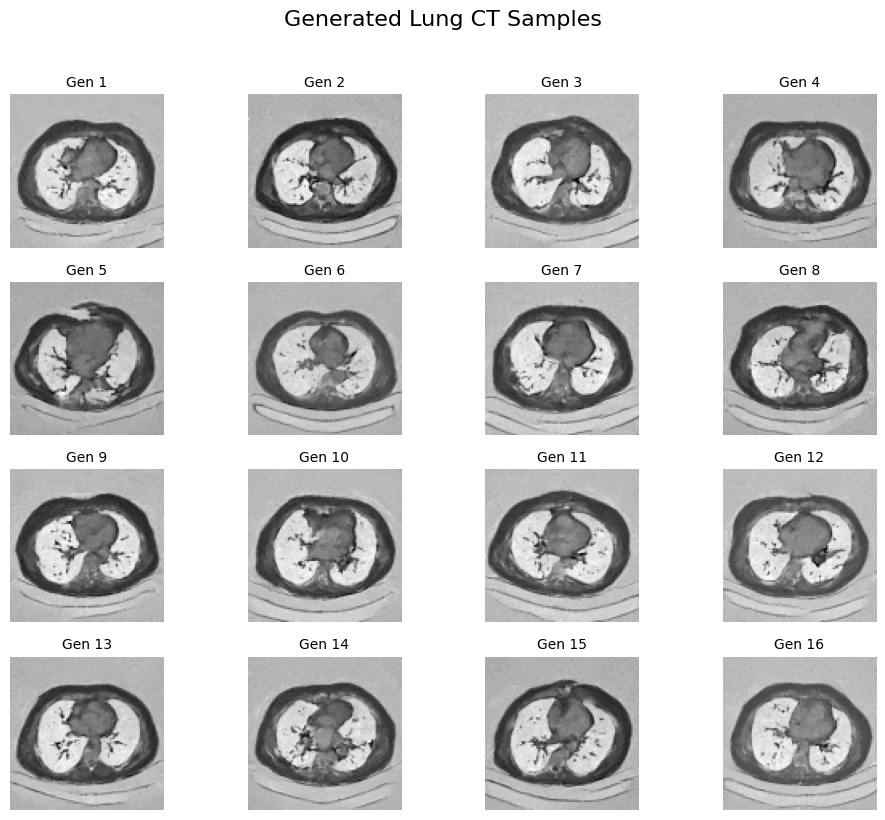 Generated Lung CT Samples
Gen 1
Gen 2
Gen 3
Gen 4
Gen 5
Gen 6
Gen 7
Gen 8
Gen 9
Gen 10
Gen 11
Gen 12
Gen 13
Gen 14
Gen 15
Gen 16